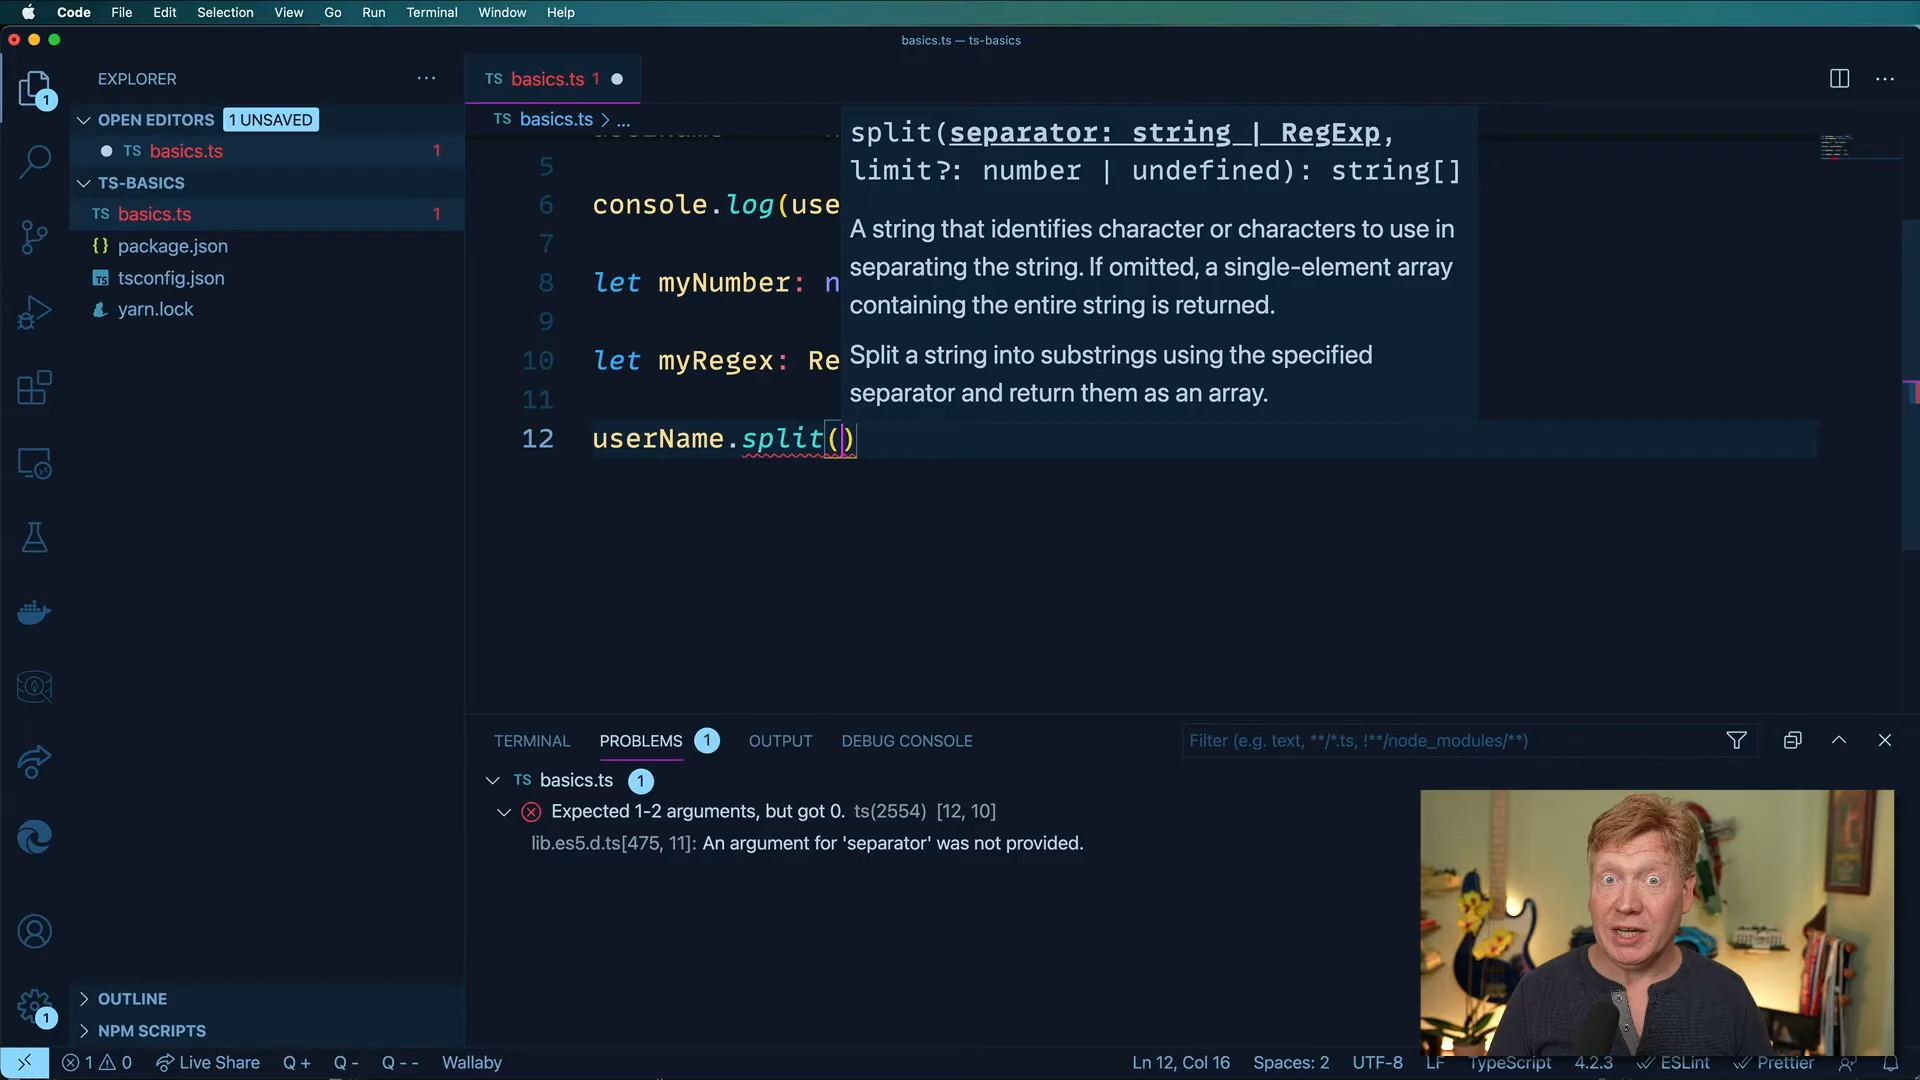 Code File Edit Selection View Go Run Terminal Window Help
basics.ts — ts-basics
EXPLORER
TS basics.ts 1
OPEN EDITORS 1 UNSAVED
TS basics.ts 1
TS-BASICS
TS basics.ts 1
{} package.json
TS tsconfig.json
yarn.lock
1
1
TS basics.ts > ...
5
6 console.log(use
7
8 let myNumber: n
9
10 let myRegex: Re
11
12 userName.split()
split(separator: string | RegExp,
limit?: number | undefined): string[]
A string that identifies character or characters to use in
separating the string. If omitted, a single-element array
containing the entire string is returned.
Split a string into substrings using the specified
separator and return them as an array.
TERMINAL PROBLEMS 1 OUTPUT DEBUG CONSOLE
Filter (e.g. text, **/*.ts, !**/node_modules/**)
TS basics.ts 1
Expected 1-2 arguments, but got 0. ts(2554) [12, 10]
lib.es5.d.ts[475, 11]: An argument for 'separator' was not provided.
OUTLINE
NPM SCRIPTS
1 0 Live Share Q + Q - Q - - Wallaby
Ln 12, Col 16 Spaces: 2 UTF-8 LF TypeScript 4.2.3 ESLint Prettier